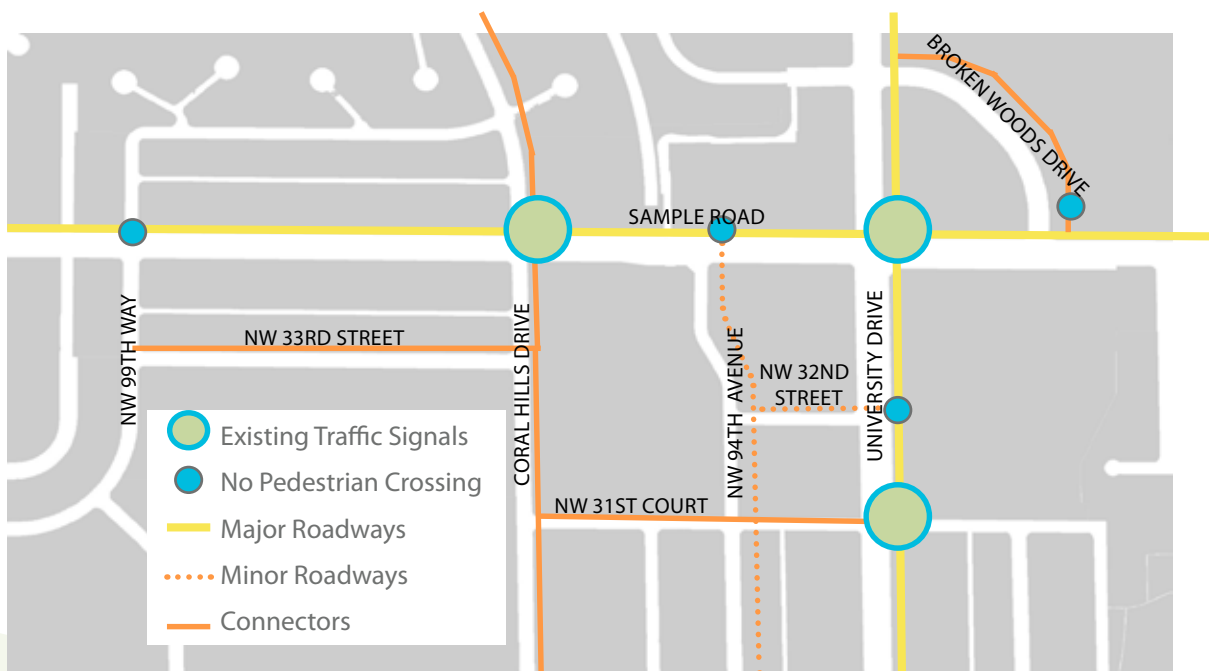 BROKEN WOODS DRIVE
SAMPLE ROAD
NW 99TH WAY
NW 33RD STREET
CORAL HILLS DRIVE
NW 94TH AVENUE
NW 32ND
STREET
UNIVERSITY DRIVE
NW 31ST COURT
Existing Traffic Signals
No Pedestrian Crossing
Major Roadways
Minor Roadways
Connectors